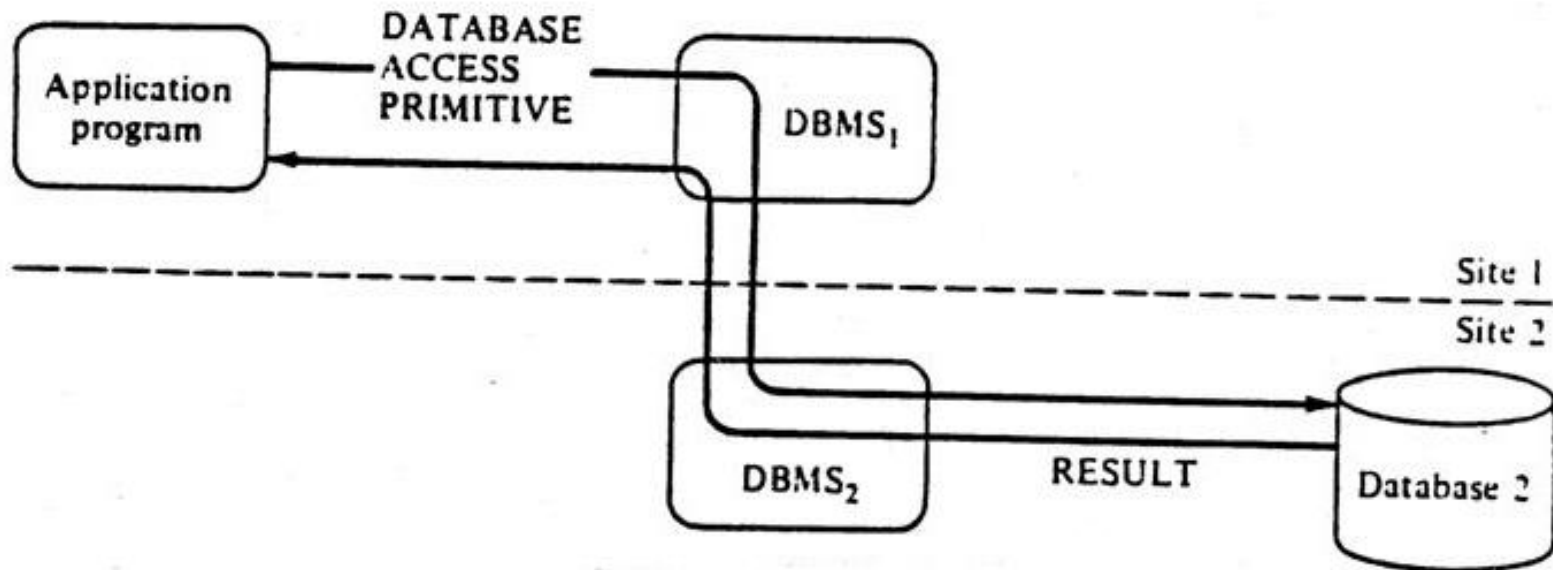 Application
program
DATABASE
ACCESS
PRIMITIVE
DBMS₁
Site 1
Site 2
DBMS₂
RESULT
Database 2